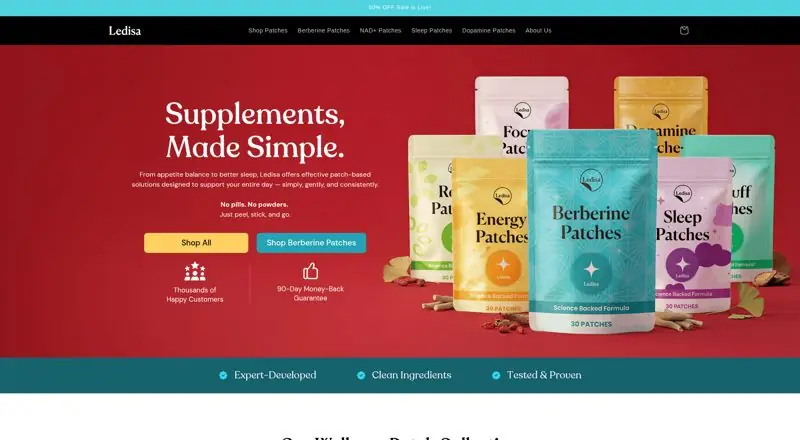 50% OFF Sale is Live!
Ledisa
Shop Patches
Berberine Patches
NAD+ Patches
Sleep Patches
Dopamine Patches
About Us
Supplements,
Made Simple.
From appetite balance to better sleep, Ledisa offers effective patch-based
solutions designed to support your entire day — simply, gently, and consistently.
No pills. No powders.
Just peel, stick, and go.
Shop All
Shop Berberine Patches
Thousands of
Happy Customers
90-Day Money-Back
Guarantee
Ledisa
Energy
Patches
Ledisa
Science Backed Formula
30 PATCHES
Ledisa
Berberine
Patches
Ledisa
Science Backed Formula
30 PATCHES
Ledisa
Sleep
Patches
Ledisa
Formula
Expert-Developed
Clean Ingredients
Tested & Proven